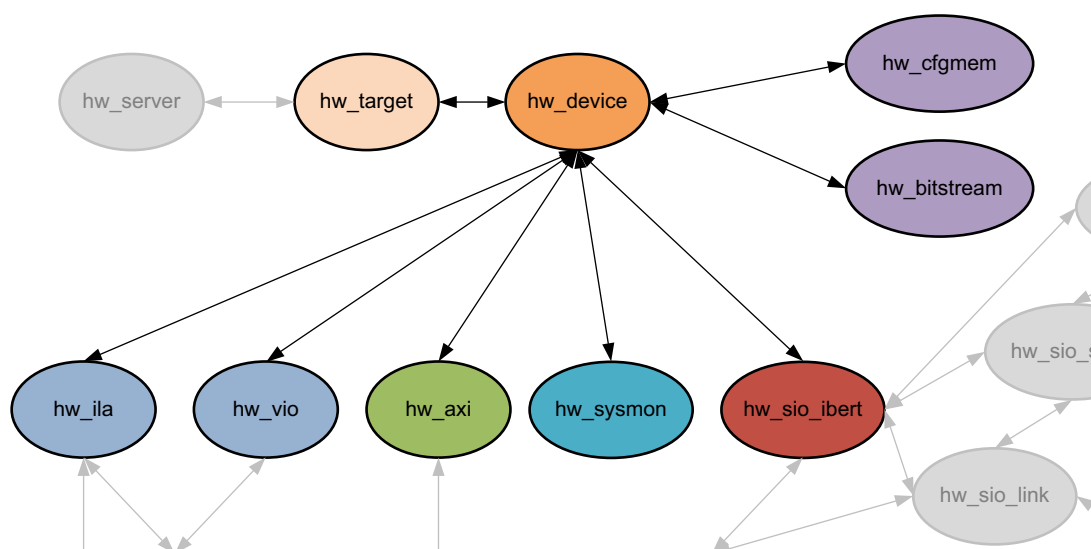 hw_server
hw_target
hw_device
hw_cfgmem
hw_bitstream
hw_ila
hw_vio
hw_axi
hw_sysmon
hw_sio_ibert
hw_sio_link